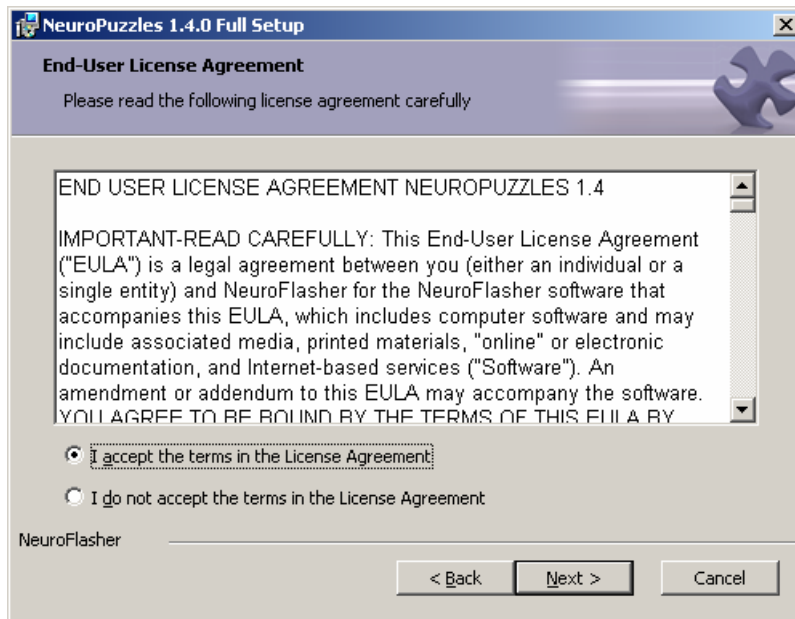 NeuroPuzzles 1.4.0 Full Setup
End-User License Agreement
Please read the following license agreement carefully
END USER LICENSE AGREEMENT NEUROPUZZLES 1.4
IMPORTANT-READ CAREFULLY: This End-User License Agreement
("EULA") is a legal agreement between you (either an individual or a
single entity) and NeuroFlasher for the NeuroFlasher software that
accompanies this EULA, which includes computer software and may
include associated media, printed materials, "online" or electronic
documentation, and Internet-based services ("Software"). An
amendment or addendum to this EULA may accompany the software.
YOU AGREE TO BE BOUND BY THE TERMS OF THIS EULA BY
I accept the terms in the License Agreement
I do not accept the terms in the License Agreement
NeuroFlasher
< Back Next > Cancel